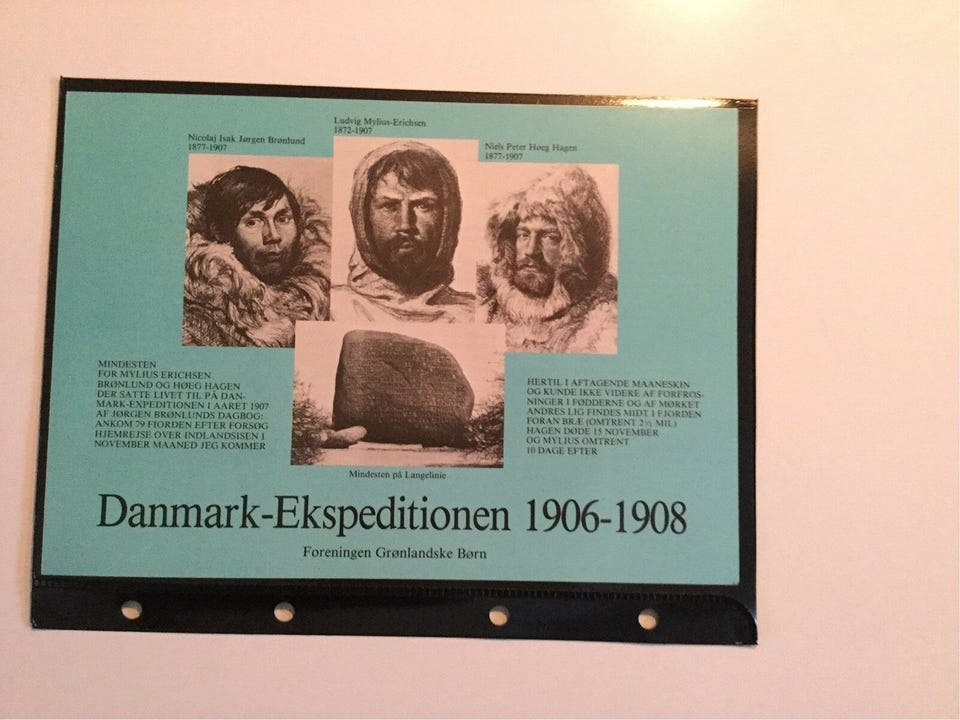 Nicolaj Isak Jørgen Brønlund
1877-1907
Ludvig Mylius-Erichsen
1872-1907
Niels Peter Høeg Hagen
1877-1907
MINDESTEN
FOR MYLIUS ERICHSEN
BRØNLUND OG HØEG HAGEN
DER SATTE LIVET TIL PÅ DAN-
MARK-EXPEDITIONEN I AARET 1907
AF JØRGEN BRØNLUNDS DAGBOG:
ANKOM 79 FJORDEN EFTER FORSØG
HJEMREJSE OVER INDLANDSISEN I
NOVEMBER MAANED JEG KOMMER
HERTIL I AFTAGENDE MAANESKIN
OG KUNDE IKKE VIDERE AF FORFROS-
NINGER I FØDDERNE OG AF MØRKET
ANDRES LIG FINDES MIDT I FJORDEN
FORAN BRÆ (OMTRENT 2½ MIL)
HAGEN DØDE 15 NOVEMBER
OG MYLIUS OMTRENT
10 DAGE EFTER
Mindesten på Langelinie
Danmark-Ekspeditionen 1906-1908
Foreningen Grønlandske Børn